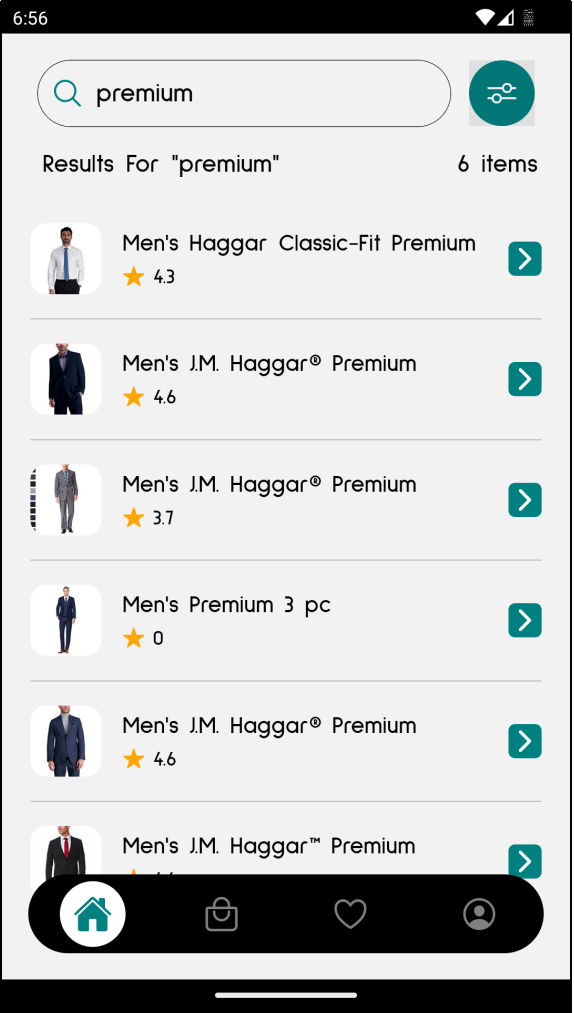 6:56
premium
Results For "premium"
6 items
Men's Haggar Classic-Fit Premium
4.3
Men's J.M. Haggar® Premium
4.6
Men's J.M. Haggar® Premium
3.7
Men's Premium 3 pc
0
Men's J.M. Haggar® Premium
4.6
Men's J.M. Haggar™ Premium